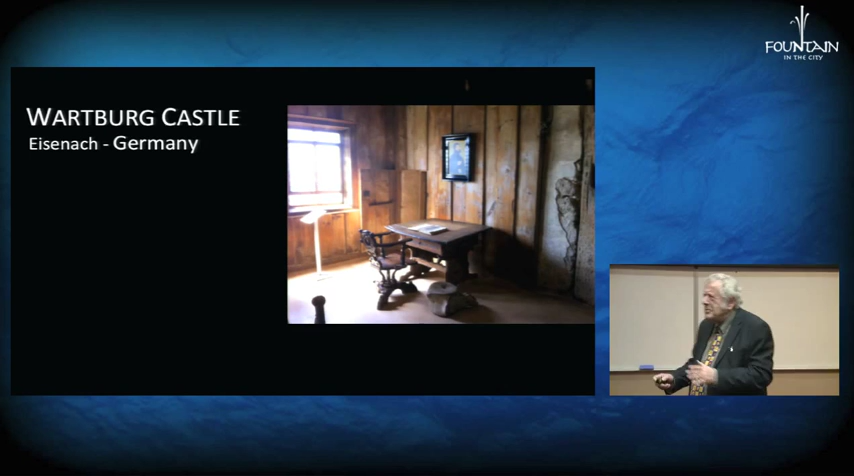 FOUNTAIN
IN THE CITY
WARTBURG CASTLE
Eisenach - Germany